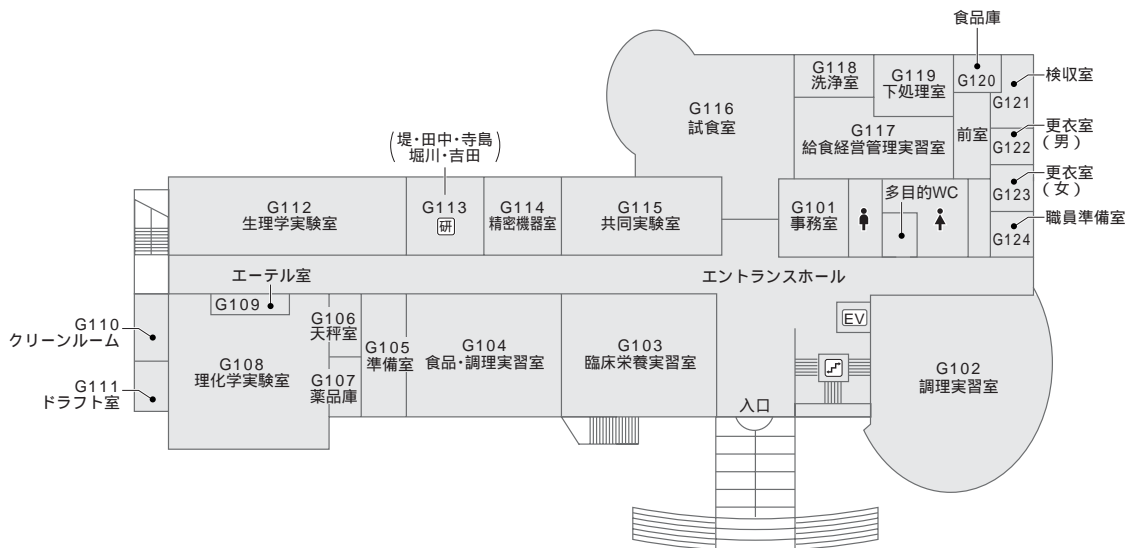 食品庫
G118
洗浄室
G119
下処理室
G120
検収室
G121
G116
試食室
G117
給食経営管理実習室
前室
更衣室
(男)
G122
(堤・田中・寺島
堀川・吉田)
更衣室
(女)
G123
G112
生理学実験室
G113
研
G114
精密機器室
G115
共同実験室
G101
事務室
多目的WC
職員準備室
G124
エーテル室
エントランスホール
G109
G110
クリーンルーム
G106
天秤室
EV
G108
理化学実験室
G105
準備室
G104
食品・調理実習室
G103
臨床栄養実習室
G102
調理実習室
G107
薬品庫
G111
ドラフト室
入口